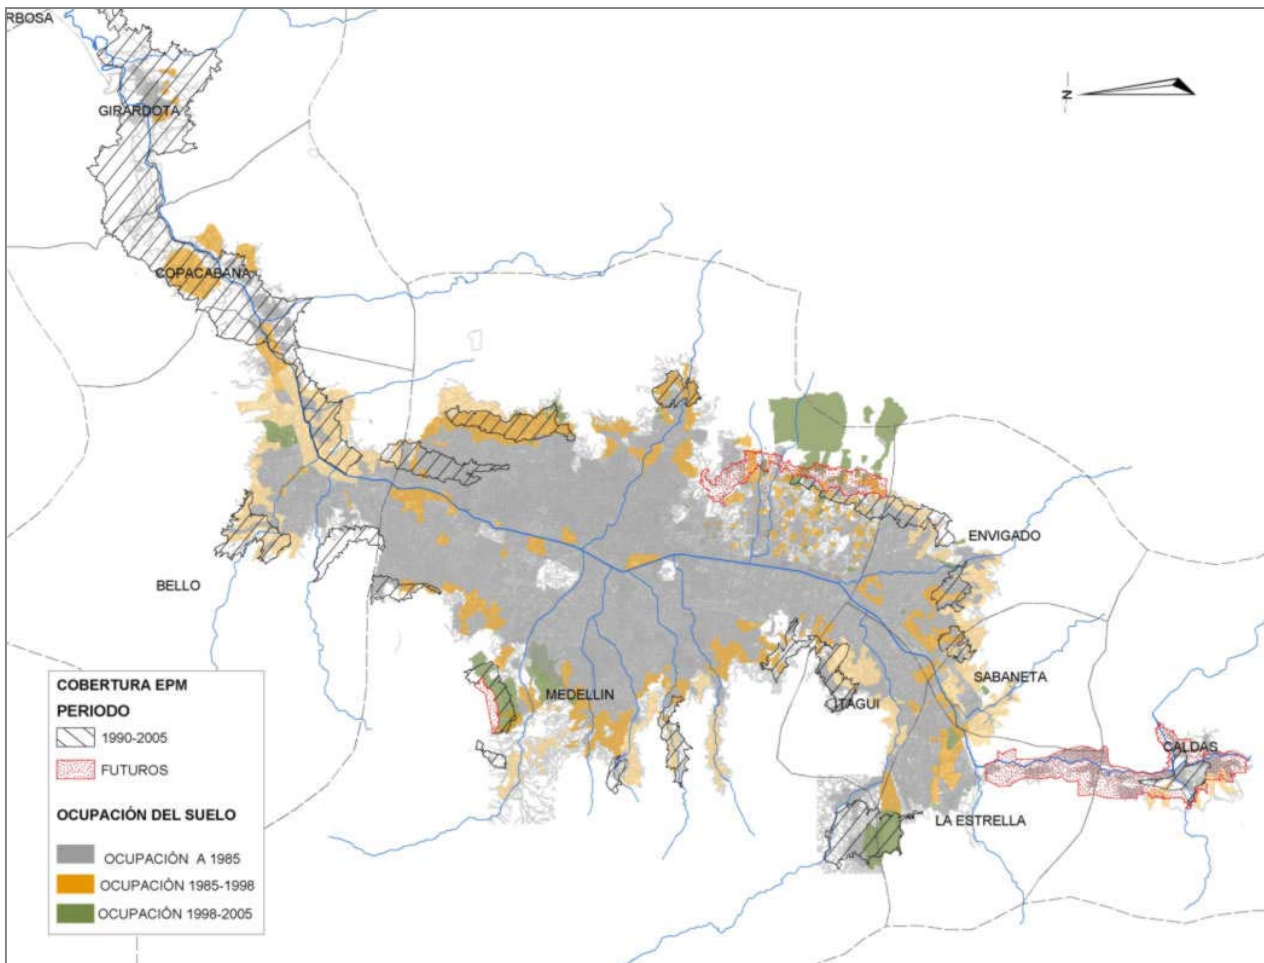 RBOSA
GIRARDOTA
N
COPACABANA
ENVIGADO
BELLO
SABANETA
MEDELLIN
ITAGUI
CALDAS
LA ESTRELLA
COBERTURA EPM
PERIODO
1990-2005
FUTUROS
OCUPACIÓN DEL SUELO
OCUPACIÓN A 1985
OCUPACIÓN 1985-1998
OCUPACIÓN 1998-2005